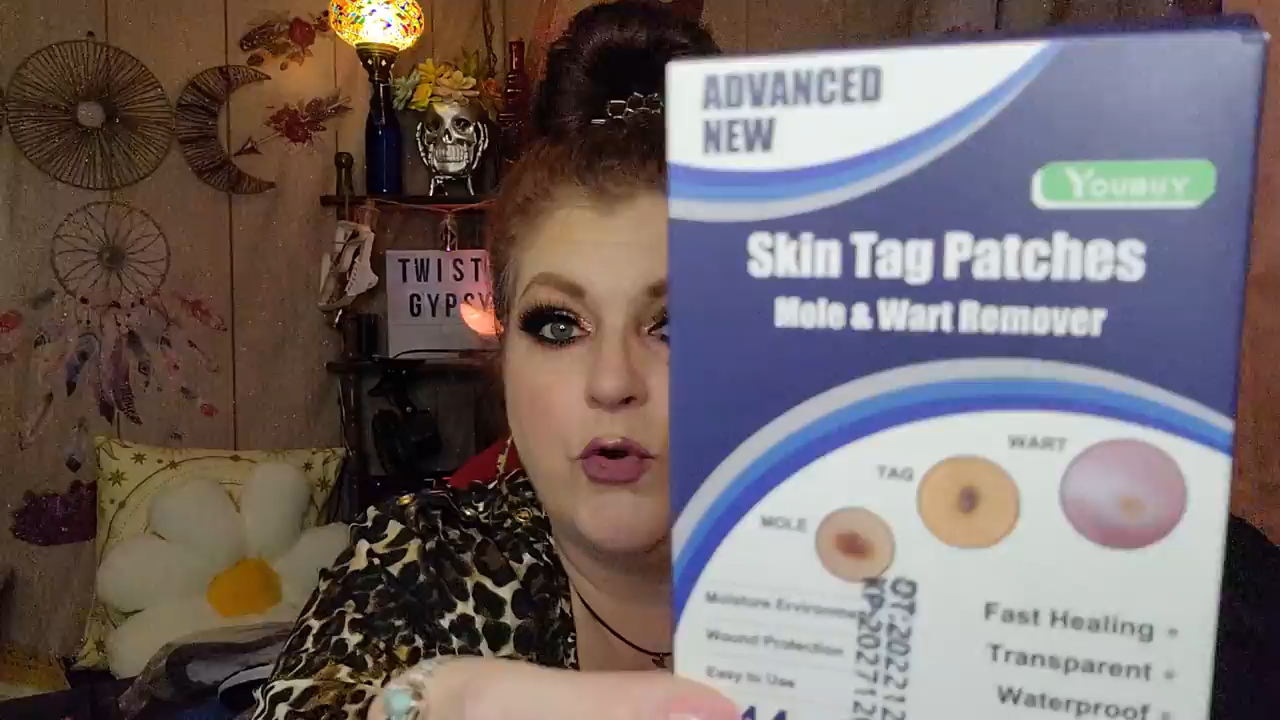 TWIST
GYPSY
ADVANCED
NEW
YOUBUY
Skin Tag Patches
Mole & Wart Remover
WART
TAG
MOLE
Moisture Environme
Wound Protection
Easy to Use
Fast Healing
Transparent
Waterproof